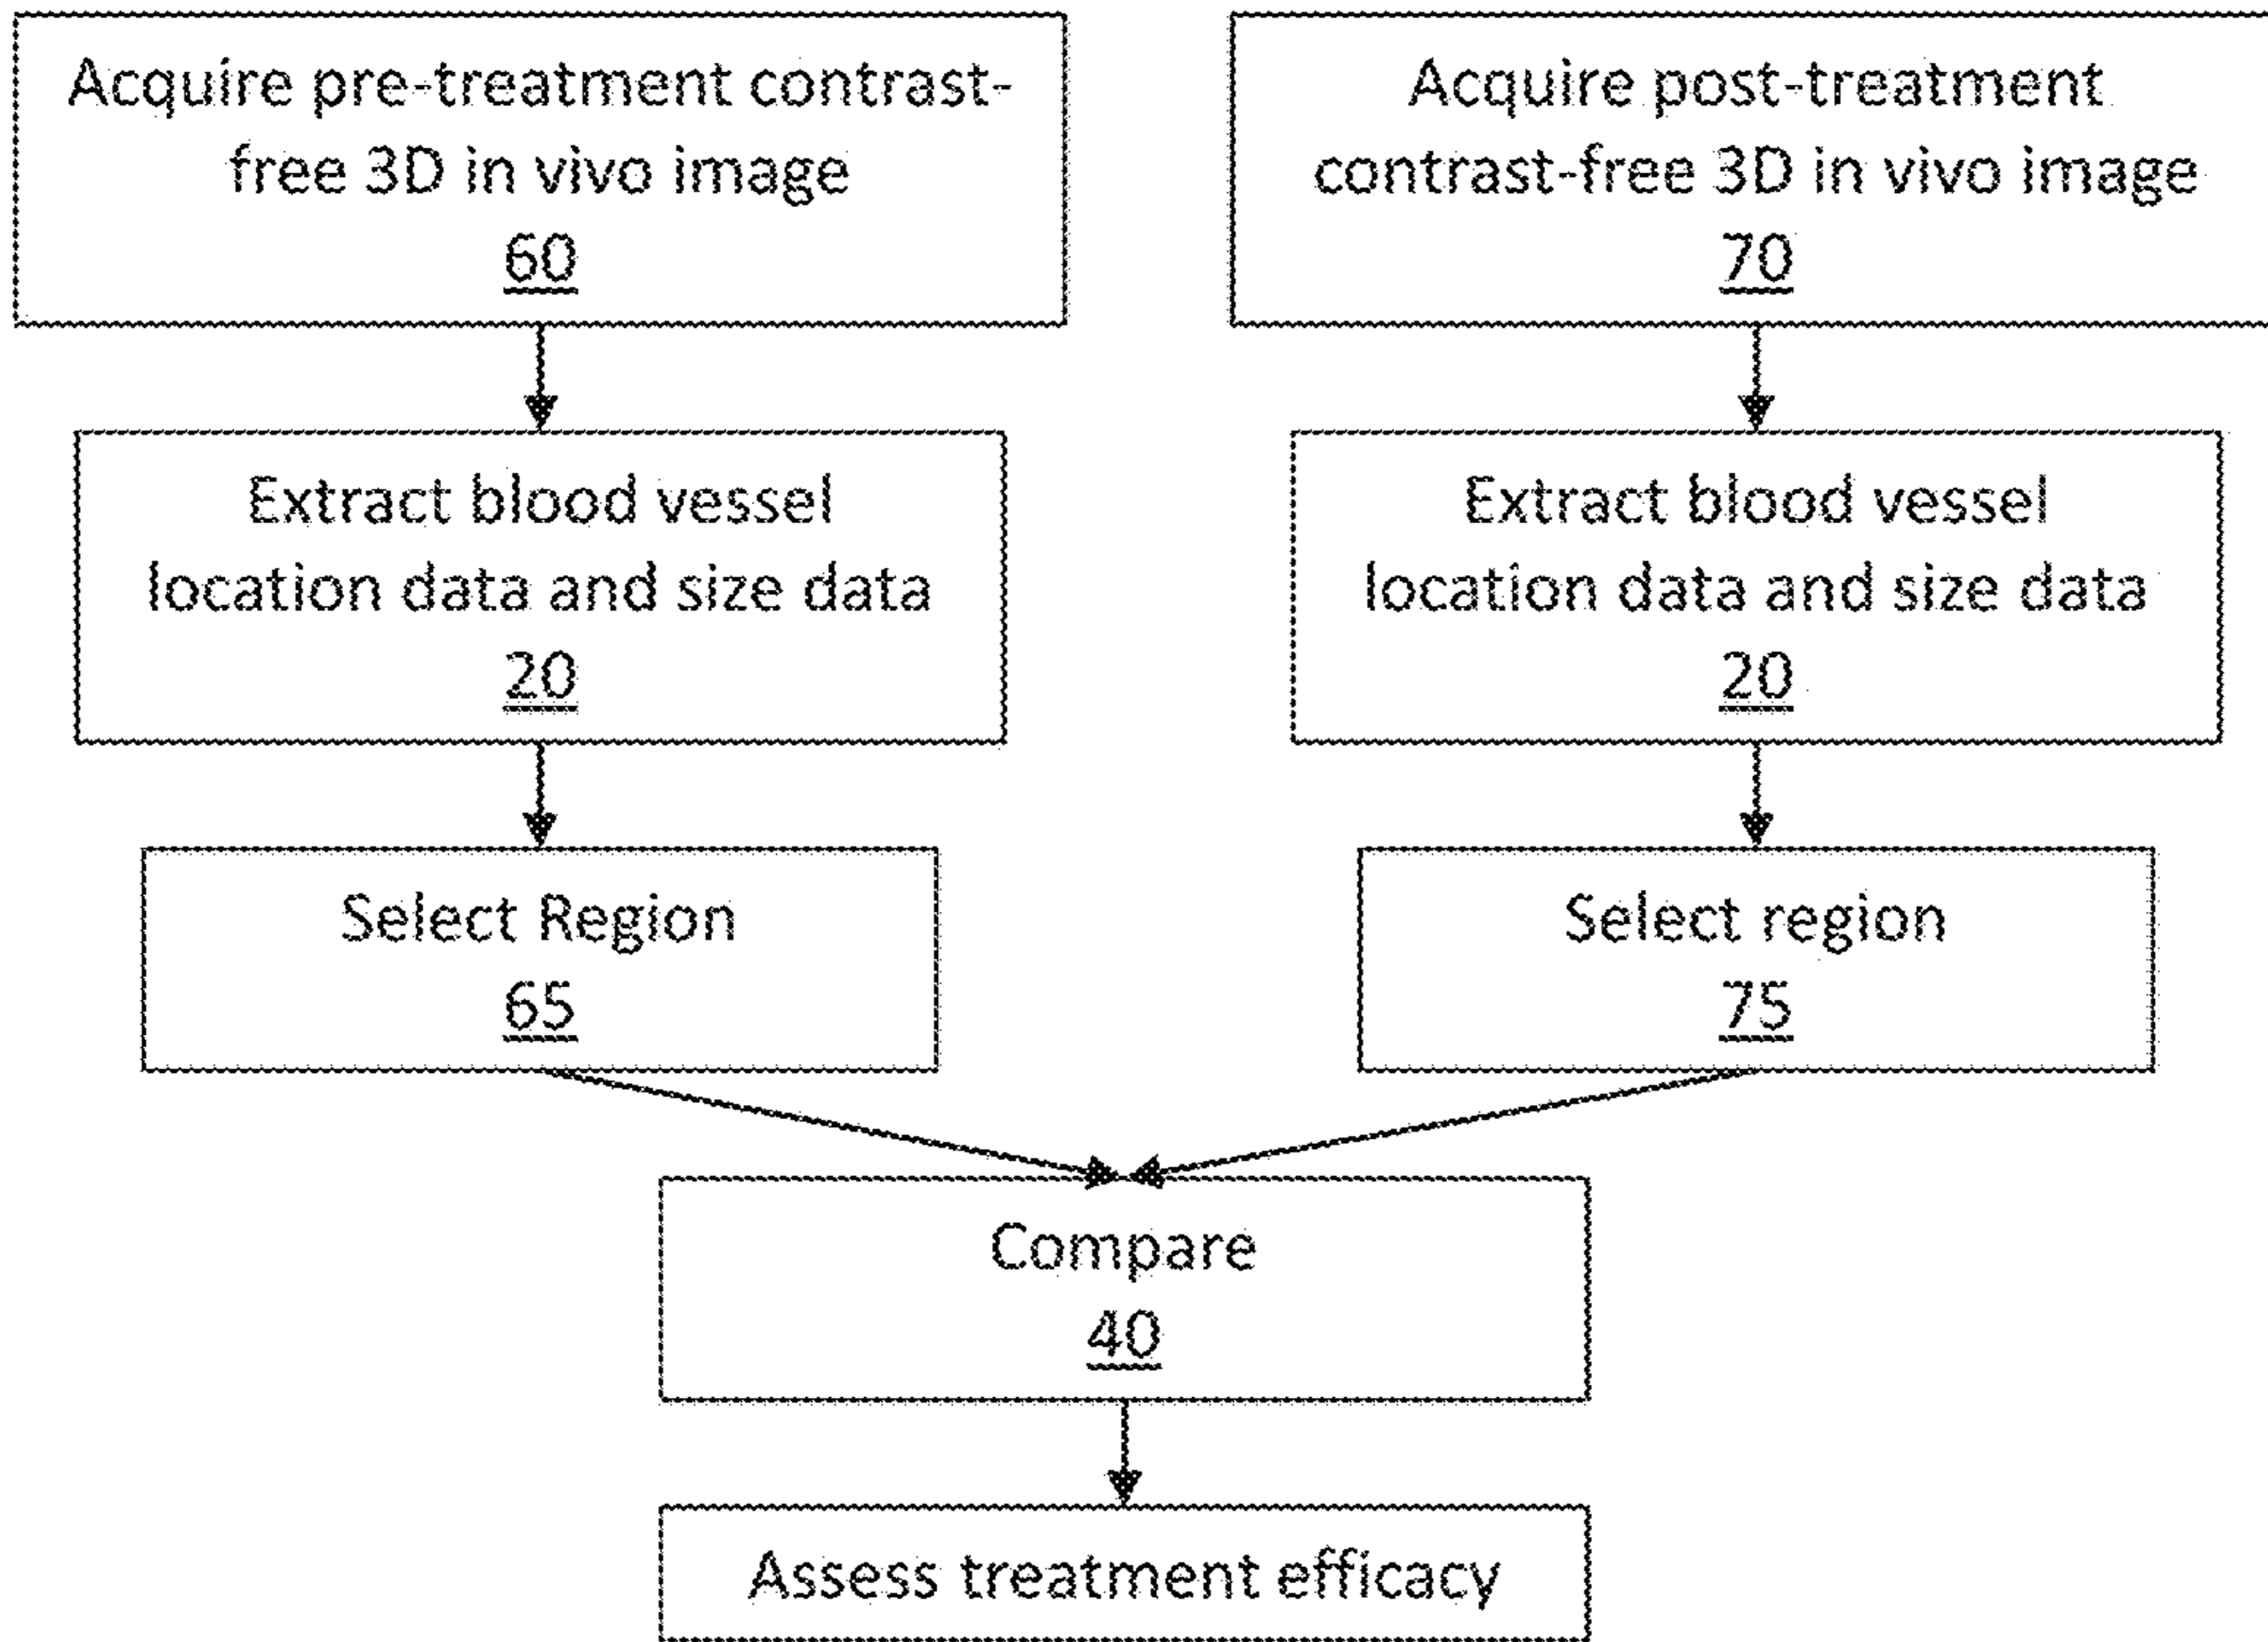 Acquire pre-treatment contrast-
free 3D in vivo image
60
Acquire post-treatment
contrast-free 3D in vivo image
70
Extract blood vessel
location data and size data
20
Extract blood vessel
location data and size data
20
Select Region
65
Select region
75
Compare
40
Assess treatment efficacy